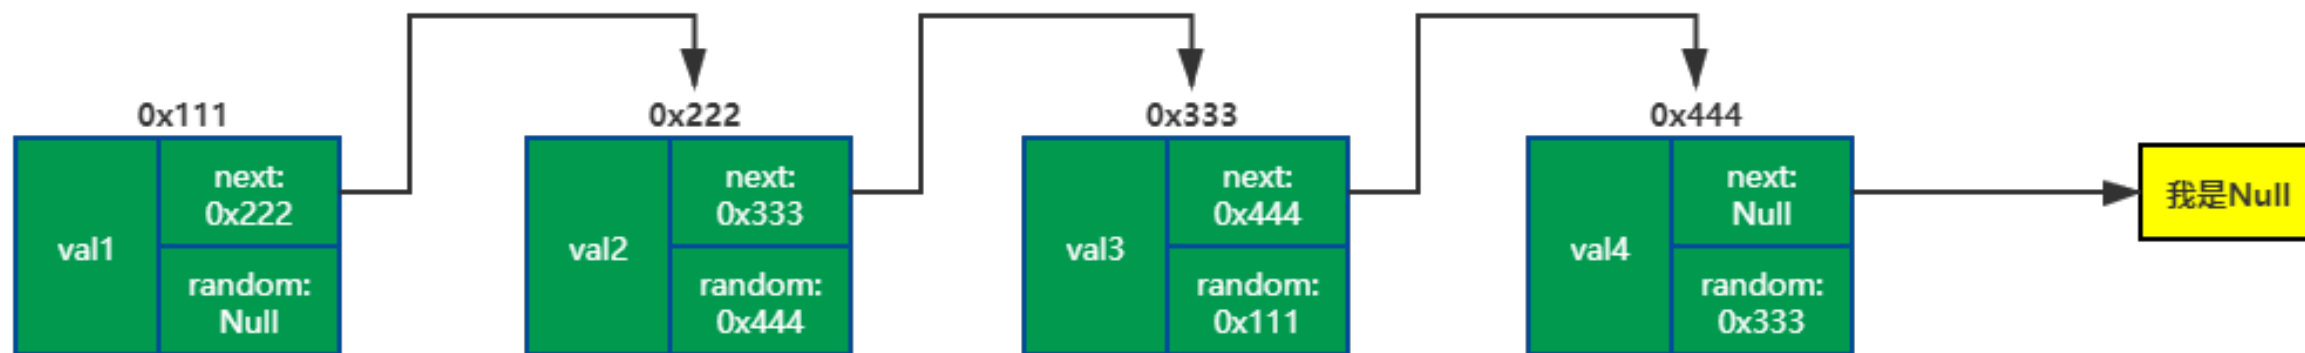 0x111
0x222
0x333
0x444
val1
next:
0x222
random:
Null
val2
next:
0x333
random:
0x444
val3
next:
0x444
random:
0x111
val4
next:
Null
random:
0x333
我是Null